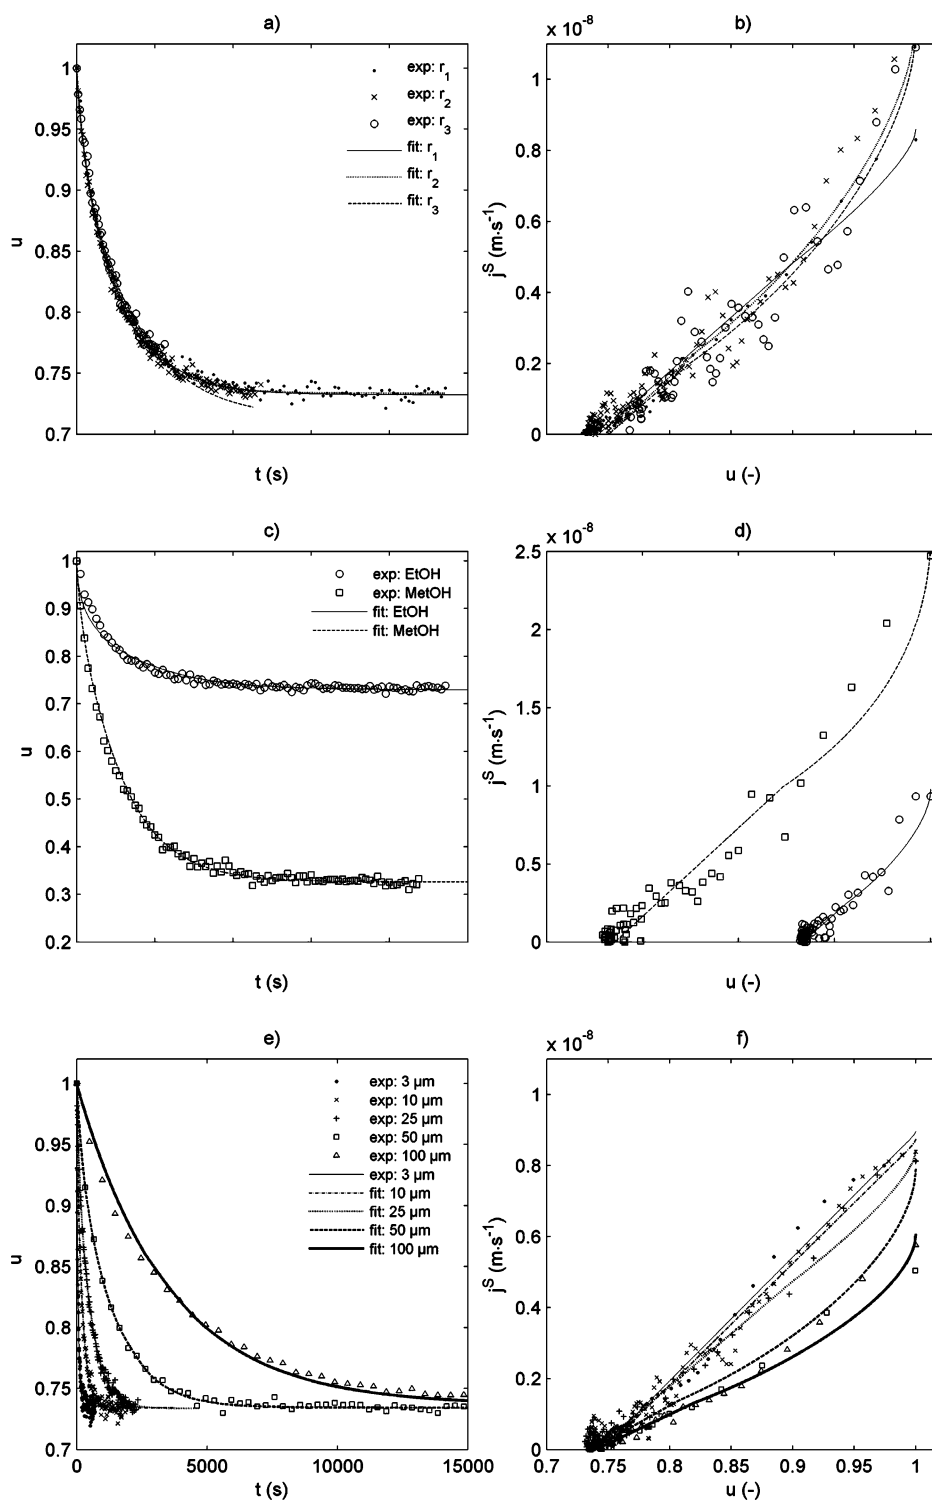 a)
u
1
0.95
0.9
0.85
0.8
0.75
0.7
exp: r1
exp: r2
exp: r3
fit: r1
fit: r2
fit: r3
t (s)
b)
x 10-8
jS (m·s-1)
1
0.8
0.6
0.4
0.2
0
u (-)
c)
u
1
0.9
0.8
0.7
0.6
0.5
0.4
0.3
0.2
exp: EtOH
exp: MetOH
fit: EtOH
fit: MetOH
t (s)
d)
x 10-8
jS (m·s-1)
2.5
2
1.5
1
0.5
0
u (-)
e)
u
1
0.95
0.9
0.85
0.8
0.75
0.7
exp: 3 µm
exp: 10 µm
exp: 25 µm
exp: 50 µm
exp: 100 µm
exp: 3 µm
fit: 10 µm
fit: 25 µm
fit: 50 µm
fit: 100 µm
0 5000 10000 15000
t (s)
f)
x 10-8
jS (m·s-1)
1
0.8
0.6
0.4
0.2
0
0.7 0.75 0.8 0.85 0.9 0.95 1
u (-)